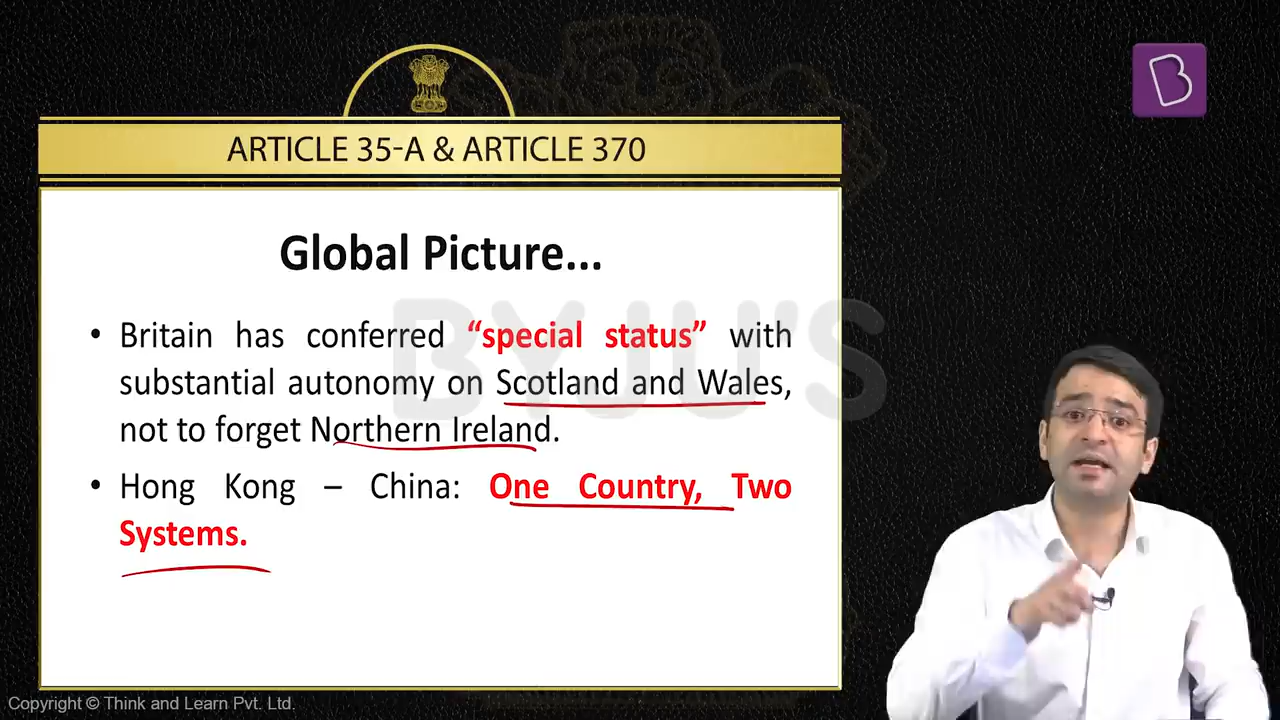 ARTICLE 35-A & ARTICLE 370
Global Picture...
• Britain has conferred “special status” with
substantial autonomy on Scotland and Wales,
not to forget Northern Ireland.
• Hong Kong – China: One Country, Two
Systems.
BYJU'S
Copyright © Think and Learn Pvt. Ltd.